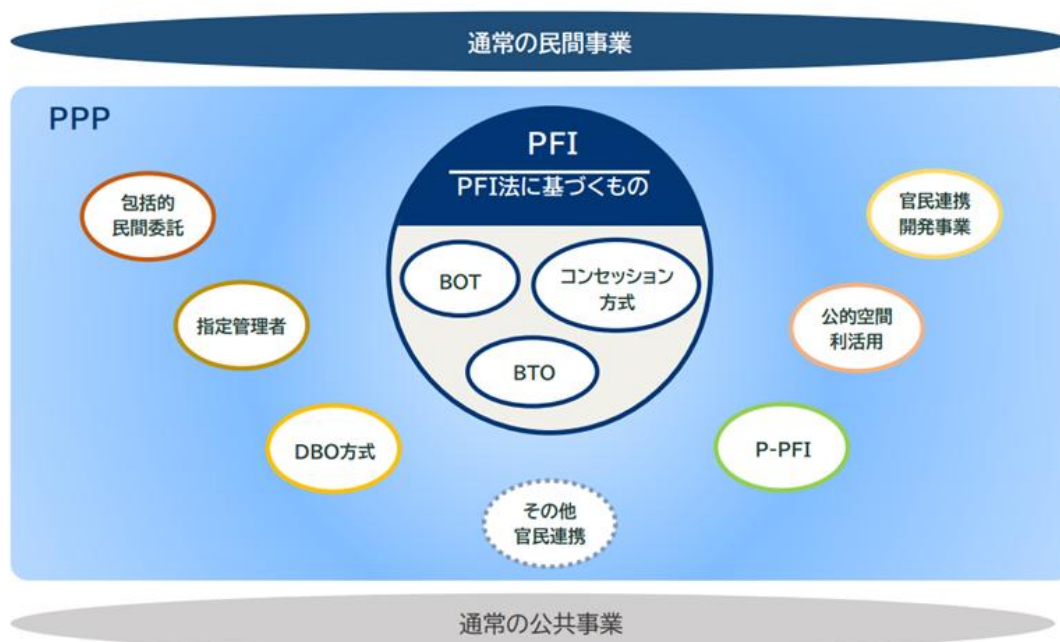 通常の民間事業
PPP
PFI
PFI法に基づくもの
包括的
民間委託
官民連携
開発事業
BOT
コンセッション
方式
指定管理者
公的空間
利活用
BTO
DBO方式
P-PFI
その他
官民連携
通常の公共事業